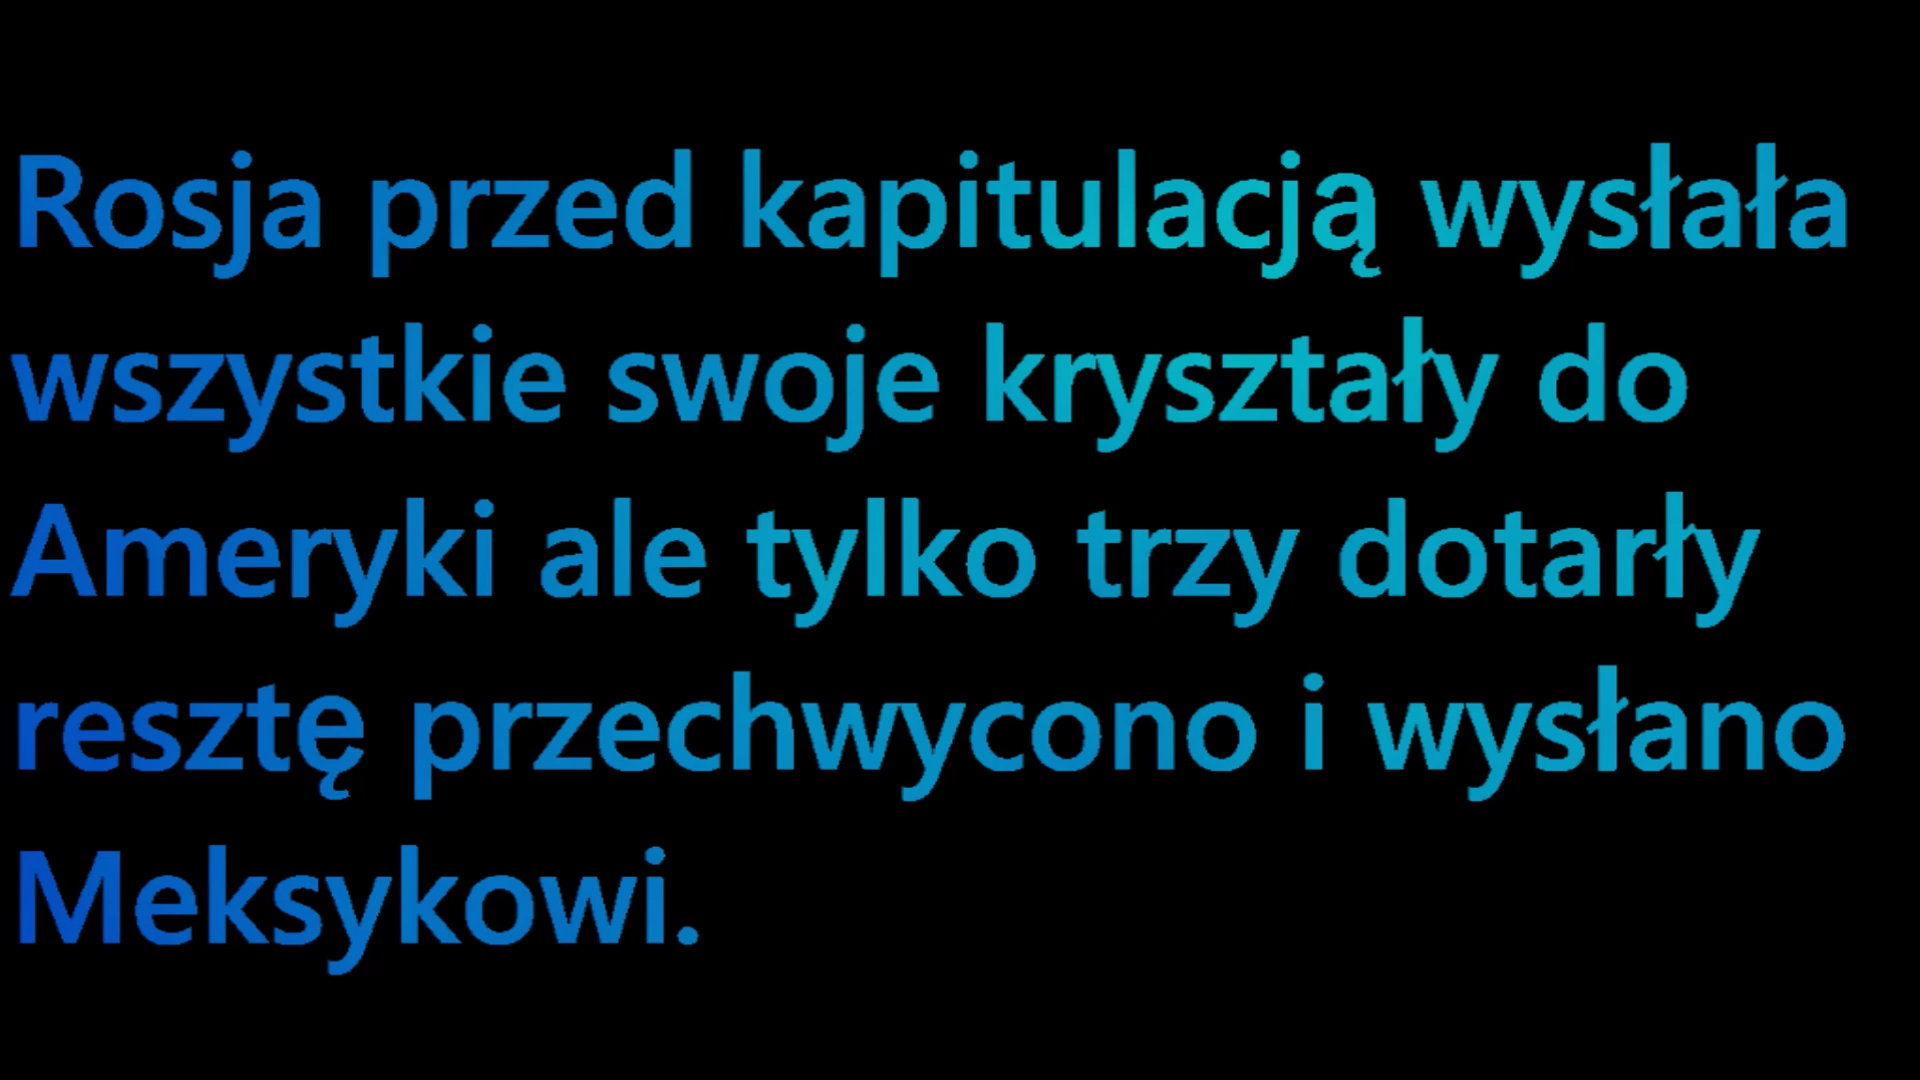 Rosja przed kapitulacją wysłała
wszystkie swoje kryształy do
Ameryki ale tylko trzy dotarły
resztę przechwycono i wysłano
Meksykowi.